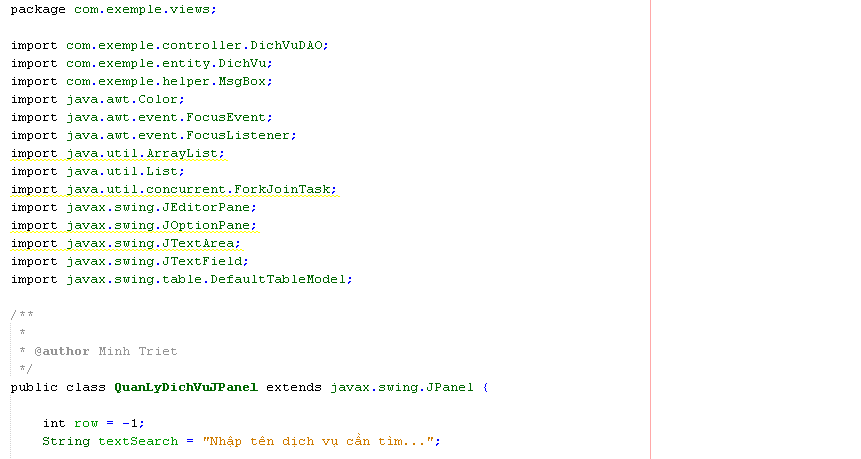 package com.exemple.views;
import com.exemple.controller.DichVuDAO;
import com.exemple.entity.DichVu;
import com.exemple.helper.MsgBox;
import java.awt.Color;
import java.awt.event.FocusEvent;
import java.awt.event.FocusListener;
import java.util.ArrayList;
import java.util.List;
import java.util.concurrent.ForkJoinTask;
import javax.swing.JEditorPane;
import javax.swing.JOptionPane;
import javax.swing.JTextArea;
import javax.swing.JTextField;
import javax.swing.table.DefaultTableModel;
/**
 *
 * @author Minh Triet
 */
public class QuanLyDichVuJPanel extends javax.swing.JPanel {
    int row = -1;
    String textSearch = "Nhập tên dịch vụ cần tìm...";